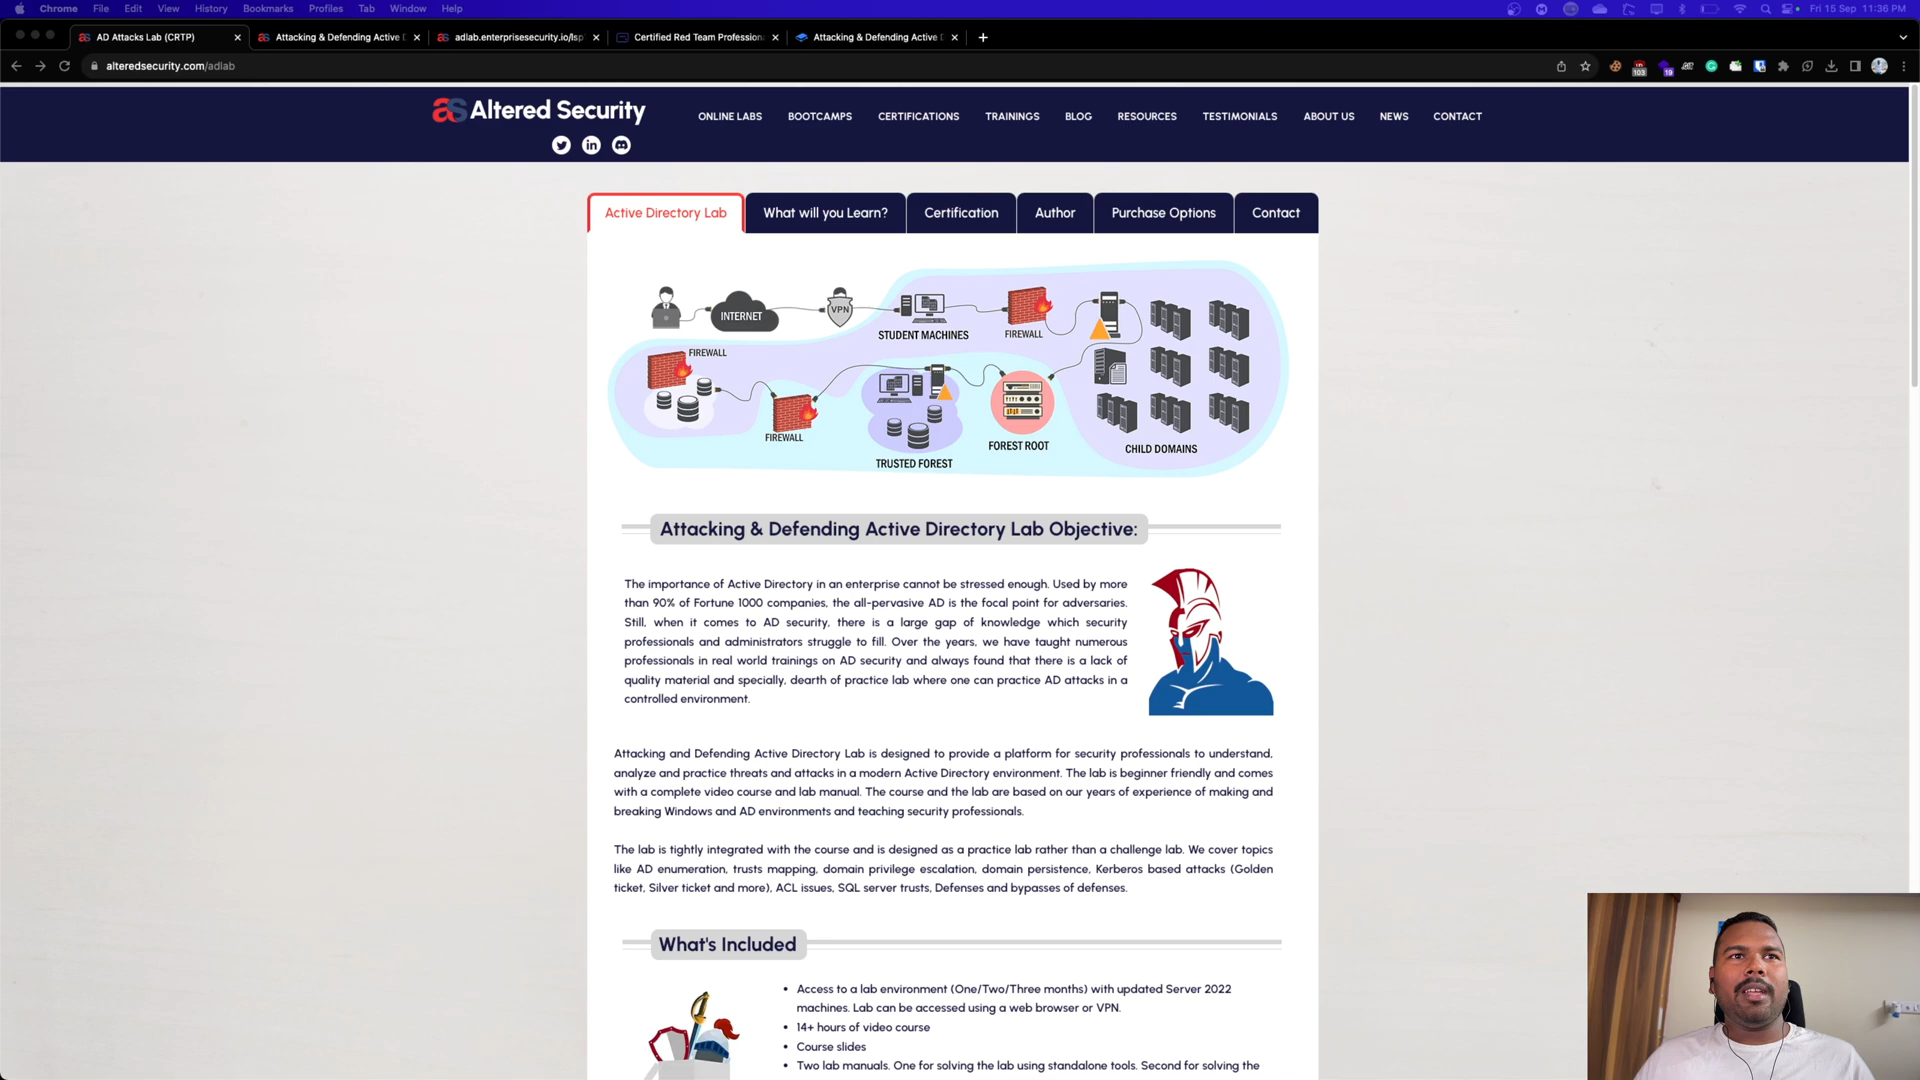 Chrome File Edit View History Bookmarks Profiles Tab Window Help
Fri 15 Sep 11:36 PM
AD Attacks Lab (CRTP)
Attacking & Defending Active D
adlab.enterprisesecurity.io/lsp
Certified Red Team Profession
Attacking & Defending Active D
alteredsecurity.com/adlab
103
19
Altered Security
ONLINE LABS BOOTCAMPS CERTIFICATIONS TRAININGS BLOG RESOURCES TESTIMONIALS ABOUT US NEWS CONTACT
Active Directory Lab What will you Learn? Certification Author Purchase Options Contact
INTERNET
VPN
STUDENT MACHINES
FIREWALL
FIREWALL
FIREWALL
TRUSTED FOREST
FOREST ROOT
CHILD DOMAINS
Attacking & Defending Active Directory Lab Objective:
The importance of Active Directory in an enterprise cannot be stressed enough. Used by more
than 90% of Fortune 1000 companies, the all-pervasive AD is the focal point for adversaries.
Still, when it comes to AD security, there is a large gap of knowledge which security
professionals and administrators struggle to fill. Over the years, we have taught numerous
professionals in real world trainings on AD security and always found that there is a lack of
quality material and specially, dearth of practice lab where one can practice AD attacks in a
controlled environment.
Attacking and Defending Active Directory Lab is designed to provide a platform for security professionals to understand,
analyze and practice threats and attacks in a modern Active Directory environment. The lab is beginner friendly and comes
with a complete video course and lab manual. The course and the lab are based on our years of experience of making and
breaking Windows and AD environments and teaching security professionals.
The lab is tightly integrated with the course and is designed as a practice lab rather than a challenge lab. We cover topics
like AD enumeration, trusts mapping, domain privilege escalation, domain persistence, Kerberos based attacks (Golden
ticket, Silver ticket and more), ACL issues, SQL server trusts, Defenses and bypasses of defenses.
What's Included
• Access to a lab environment (One/Two/Three months) with updated Server 2022
machines. Lab can be accessed using a web browser or VPN.
• 14+ hours of video course
• Course slides
• Two lab manuals. One for solving the lab using standalone tools. Second for solving the